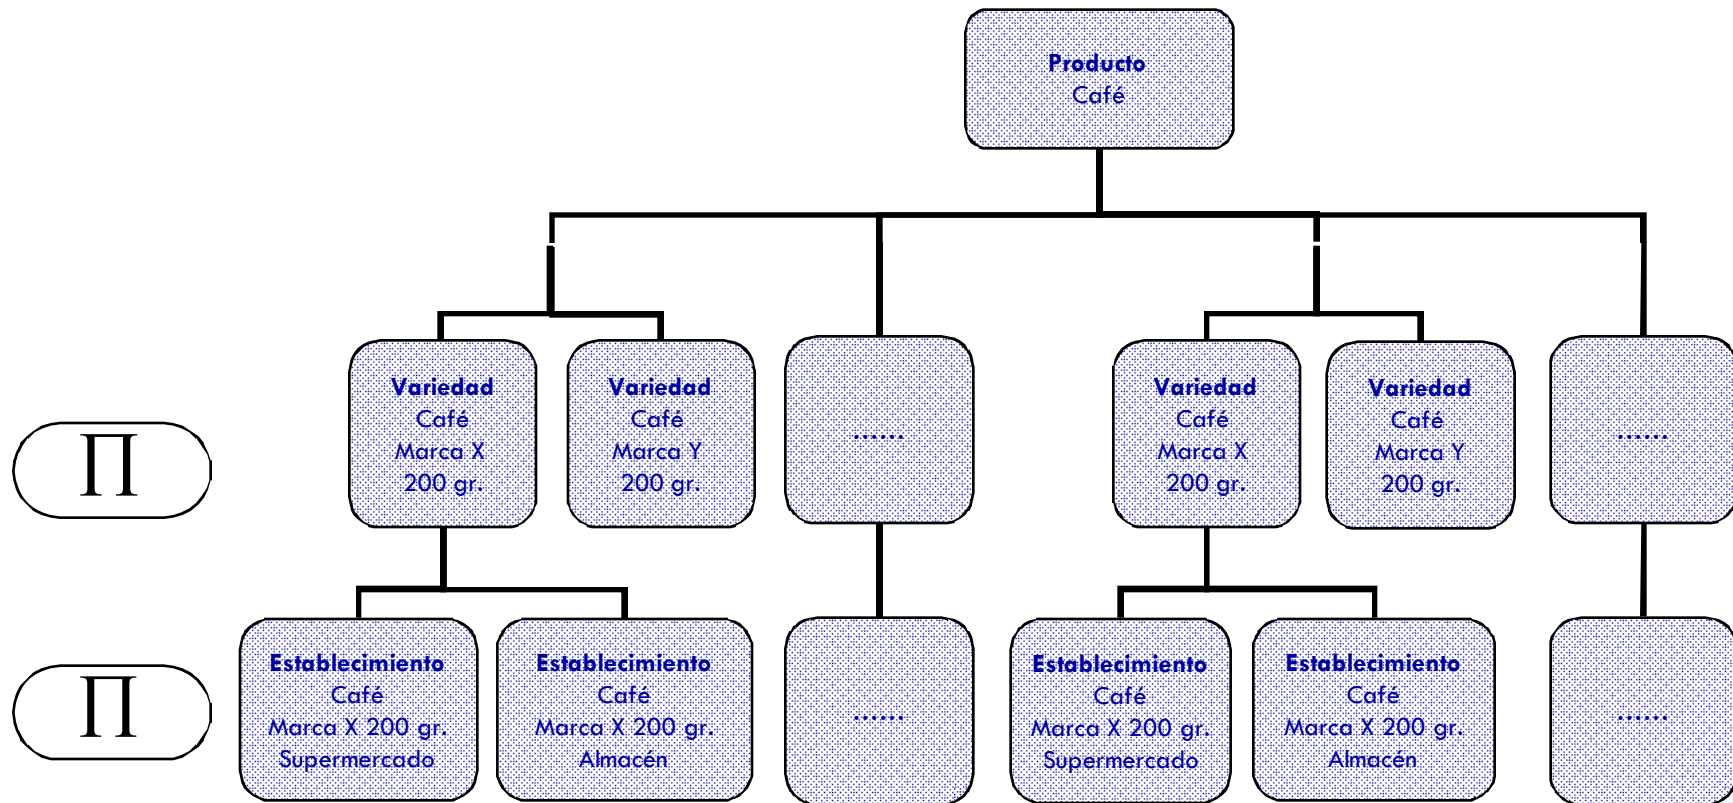 Producto
Café
Variedad
Café
Marca X
200 gr.
Variedad
Café
Marca Y
200 gr.
......
Variedad
Café
Marca X
200 gr.
Variedad
Café
Marca Y
200 gr.
......
∏
Establecimiento
Café
Marca X 200 gr.
Supermercado
Establecimiento
Café
Marca X 200 gr.
Almacén
......
Establecimiento
Café
Marca X 200 gr.
Supermercado
Establecimiento
Café
Marca X 200 gr.
Almacén
......
∏